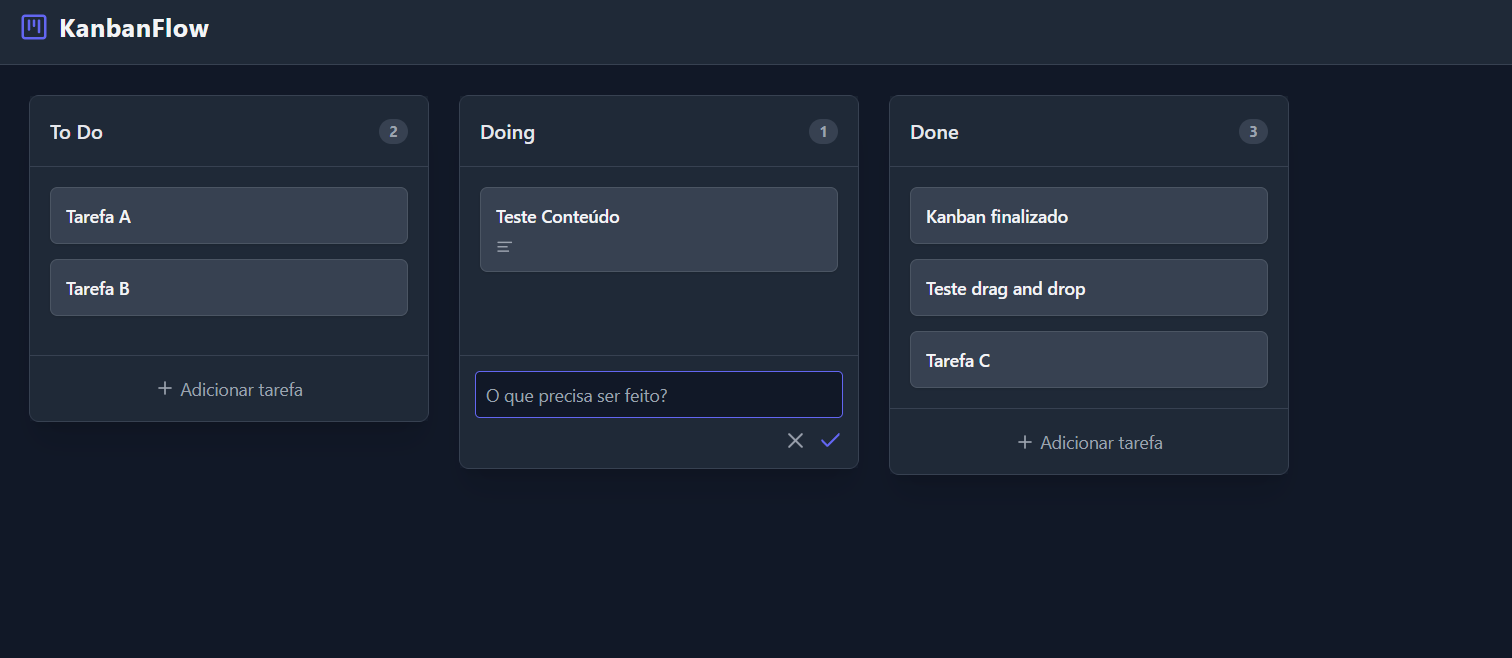 KanbanFlow
To Do 2
Tarefa A
Tarefa B
+ Adicionar tarefa
Doing 1
Teste Conteúdo
O que precisa ser feito?
Done 3
Kanban finalizado
Teste drag and drop
Tarefa C
+ Adicionar tarefa